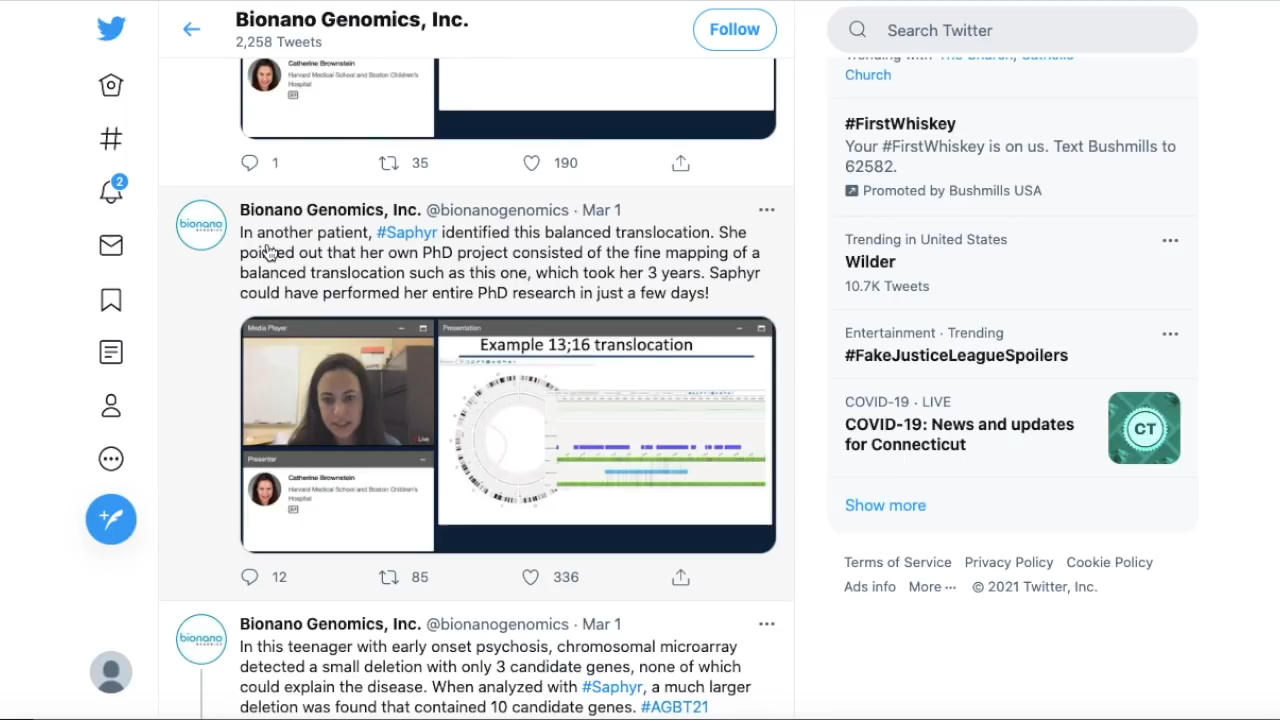 Bionano Genomics, Inc.
2,258 Tweets
Follow
Catherine Brownstein
Harvard Medical School and Boston Children's
Hospital
1
35
190
bionano
GENOMICS
Bionano Genomics, Inc. @bionanogenomics · Mar 1
In another patient, #Saphyr identified this balanced translocation. She
pointed out that her own PhD project consisted of the fine mapping of a
balanced translocation such as this one, which took her 3 years. Saphyr
could have performed her entire PhD research in just a few days!
Media Player
Live
Presenter
Catherine Brownstein
Harvard Medical School and Boston Children's
Hospital
Presentation
Example 13;16 translocation
12
85
336
bionano
GENOMICS
Bionano Genomics, Inc. @bionanogenomics · Mar 1
In this teenager with early onset psychosis, chromosomal microarray
detected a small deletion with only 3 candidate genes, none of which
could explain the disease. When analyzed with #Saphyr, a much larger
deletion was found that contained 10 candidate genes. #AGBT21
2
Search Twitter
Trending with The Church, Catholic
Church
#FirstWhiskey
Your #FirstWhiskey is on us. Text Bushmills to
62582.
Promoted by Bushmills USA
Trending in United States
Wilder
10.7K Tweets
Entertainment · Trending
#FakeJusticeLeagueSpoilers
COVID-19 · LIVE
COVID-19: News and updates
for Connecticut
CT
Show more
Terms of Service Privacy Policy Cookie Policy
Ads info More ··· © 2021 Twitter, Inc.